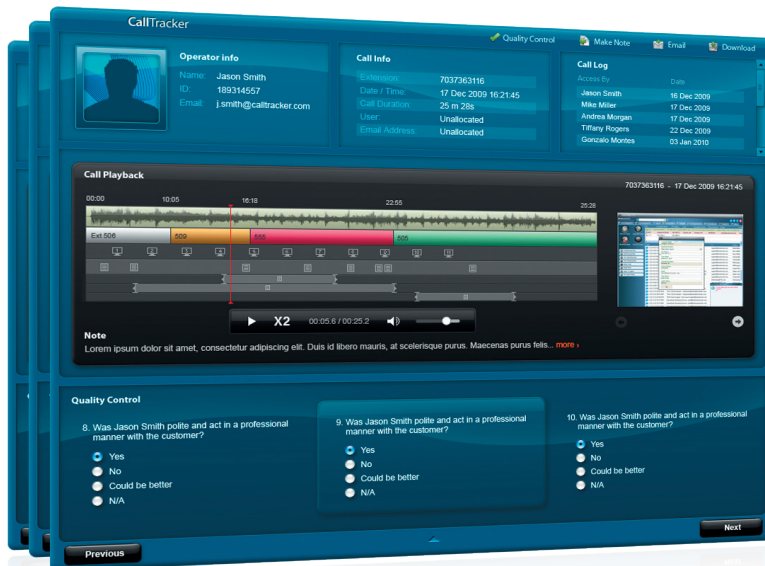 CallTracker
Quality Control
Make Note
Email
Download
Operator info
Name: Jason Smith
ID: 189314557
Email: j.smith@calltracker.com
Call Info
Extension: 7037363116
Date / Time: 17 Dec 2009 16:21:45
Call Duration: 25 m 28s
User: Unallocated
Email Address: Unallocated
Call Log
Access By Date
Jason Smith 16 Dec 2009
Mike Miller 17 Dec 2009
Andrea Morgan 17 Dec 2009
Tiffany Rogers 22 Dec 2009
Gonzalo Montes 03 Jan 2010
Call Playback
7037363116 - 17 Dec 2009 16:21:45
00:00 10:05 16:18 22:55 25:28
Ext 508 509 555 505
X2 00:05.6 / 00:25.2
Note
Lorem ipsum dolor sit amet, consectetur adipiscing elit. Duis id libero mauris, at scelerisque purus. Maecenas purus felis... more ›
Quality Control
8. Was Jason Smith polite and act in a professional
manner with the customer?
Yes
No
Could be better
N/A
9. Was Jason Smith polite and act in a professional
manner with the customer?
Yes
No
Could be better
N/A
10. Was Jason Smith polite and act in a professional
manner with the customer?
Yes
No
Could be better
N/A
Previous
Next